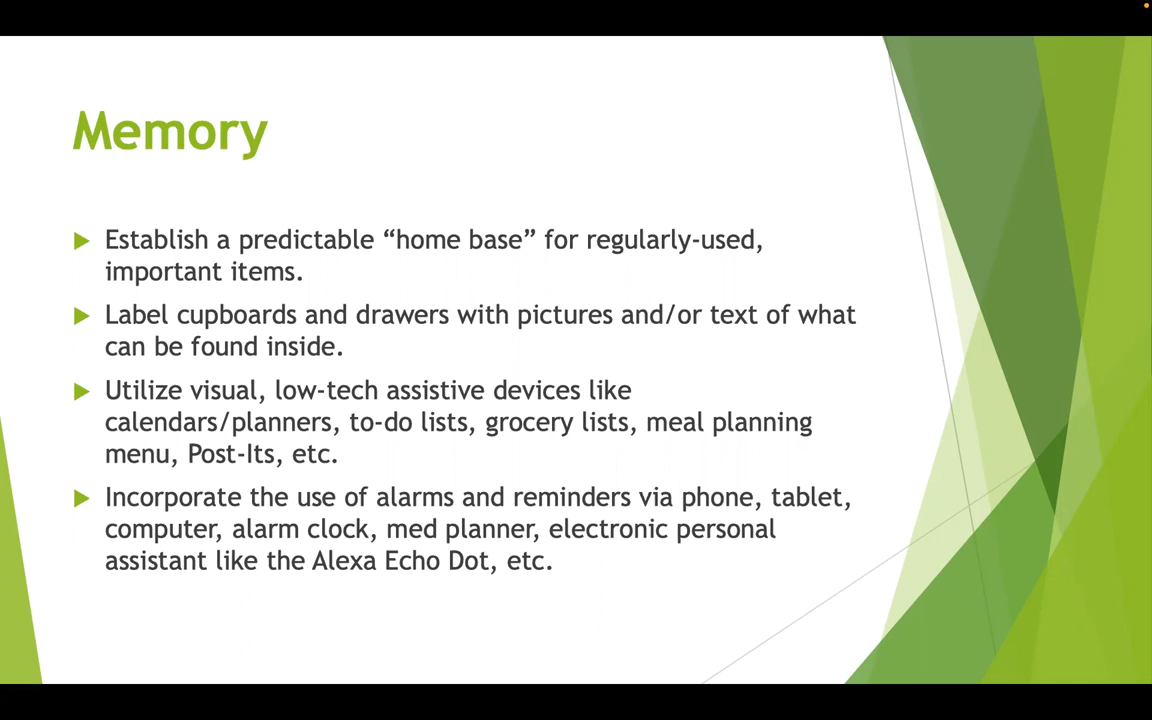 Memory
Establish a predictable “home base” for regularly-used,
important items.
Label cupboards and drawers with pictures and/or text of what
can be found inside.
Utilize visual, low-tech assistive devices like
calendars/planners, to-do lists, grocery lists, meal planning
menu, Post-Its, etc.
Incorporate the use of alarms and reminders via phone, tablet,
computer, alarm clock, med planner, electronic personal
assistant like the Alexa Echo Dot, etc.